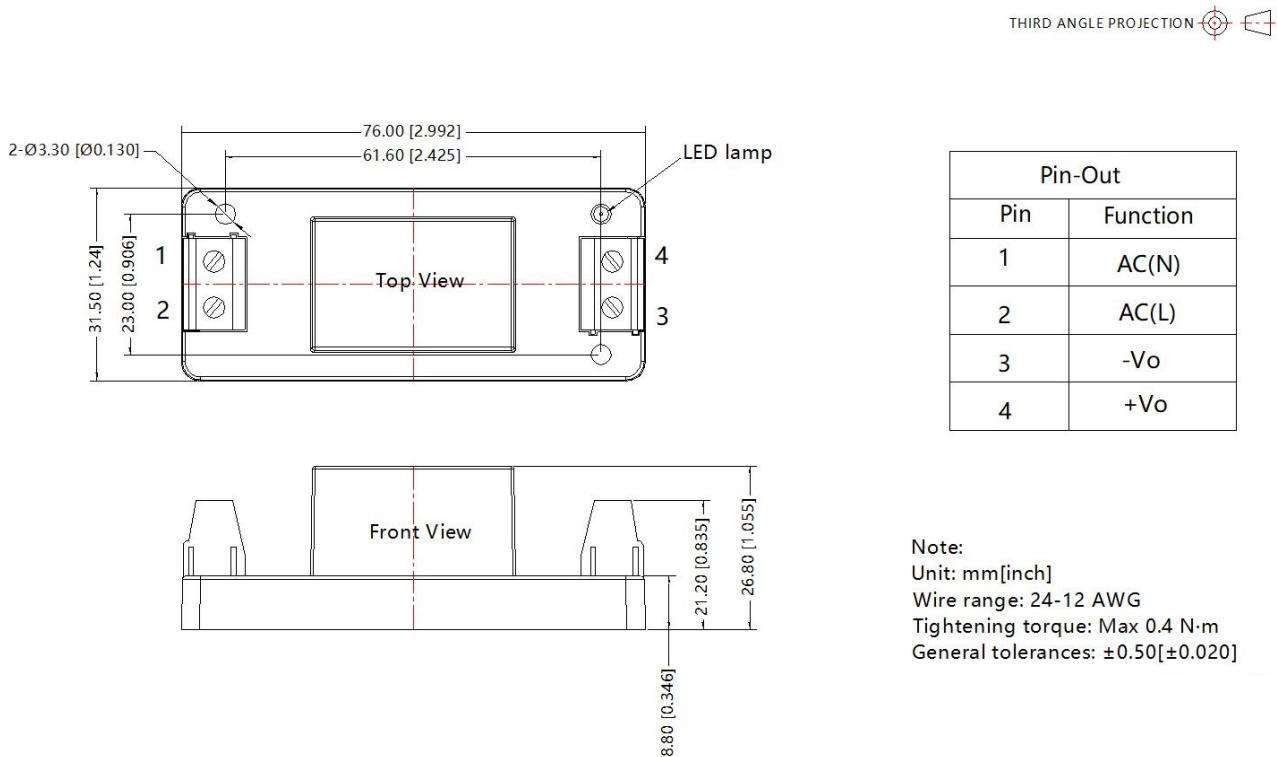 THIRD ANGLE PROJECTION
76.00 [2.992]
2-Ø3.30 [Ø0.130]
61.60 [2.425]
LED lamp
31.50 [1.24]
23.00 [0.906]
1
2
Top View
4
3
Pin-Out
Pin Function
1 AC(N)
2 AC(L)
3 -Vo
4 +Vo
Front View
21.20 [0.835]
26.80 [1.055]
8.80 [0.346]
Note:
Unit: mm[inch]
Wire range: 24-12 AWG
Tightening torque: Max 0.4 N·m
General tolerances: ±0.50[±0.020]